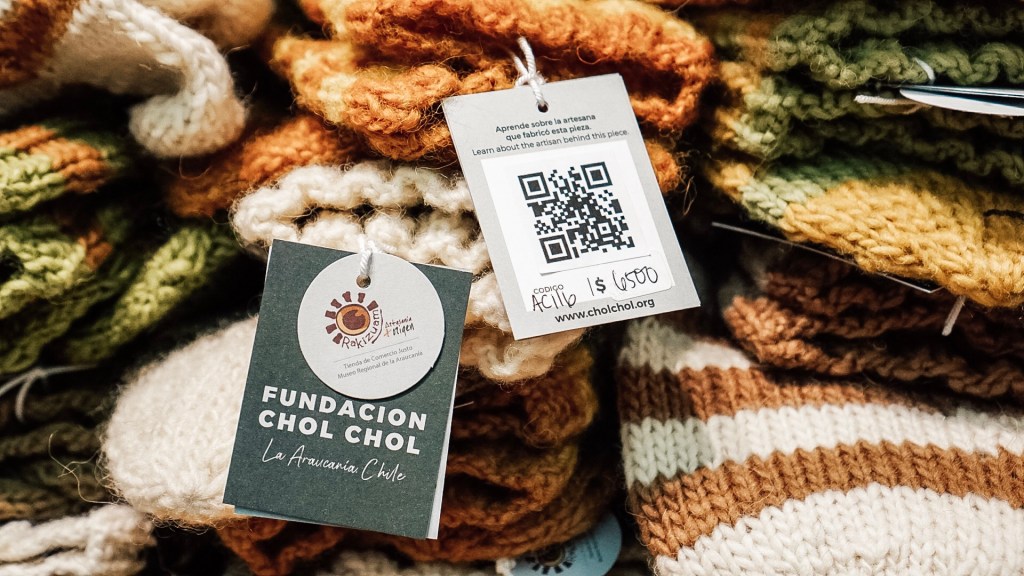 Aprende sobre la artesana
que fabricó esta pieza.
Learn about the artisan behind this piece.
CODIGO
AC116 1$ 6500
www.cholchol.org
Rakizuam
Artesanía
+ Origen
Tienda de Comercio Justo
Museo Regional de la Araucanía
FUNDACION
CHOL CHOL
La Araucanía Chile